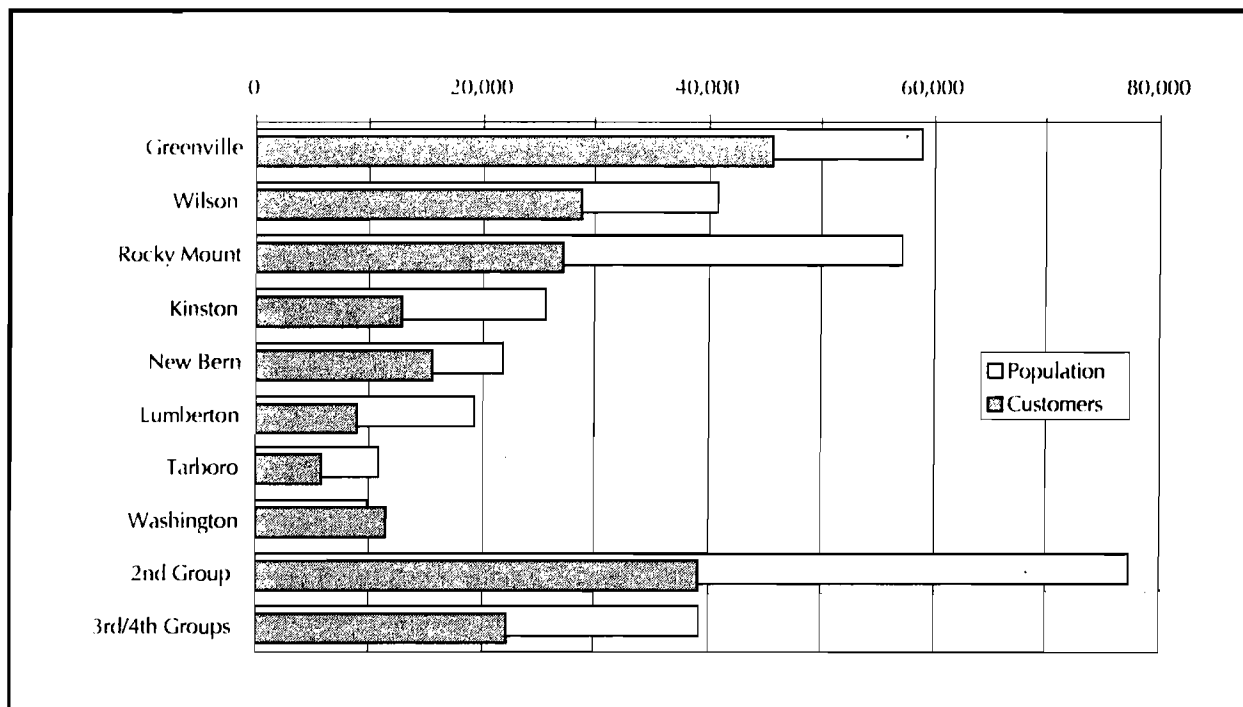 0 20,000 40,000 60,000 80,000
Greenville
Wilson
Rocky Mount
Kinston
New Bern
Population
Lumberton
Customers
Tarboro
Washington
2nd Group
3rd/4th Groups